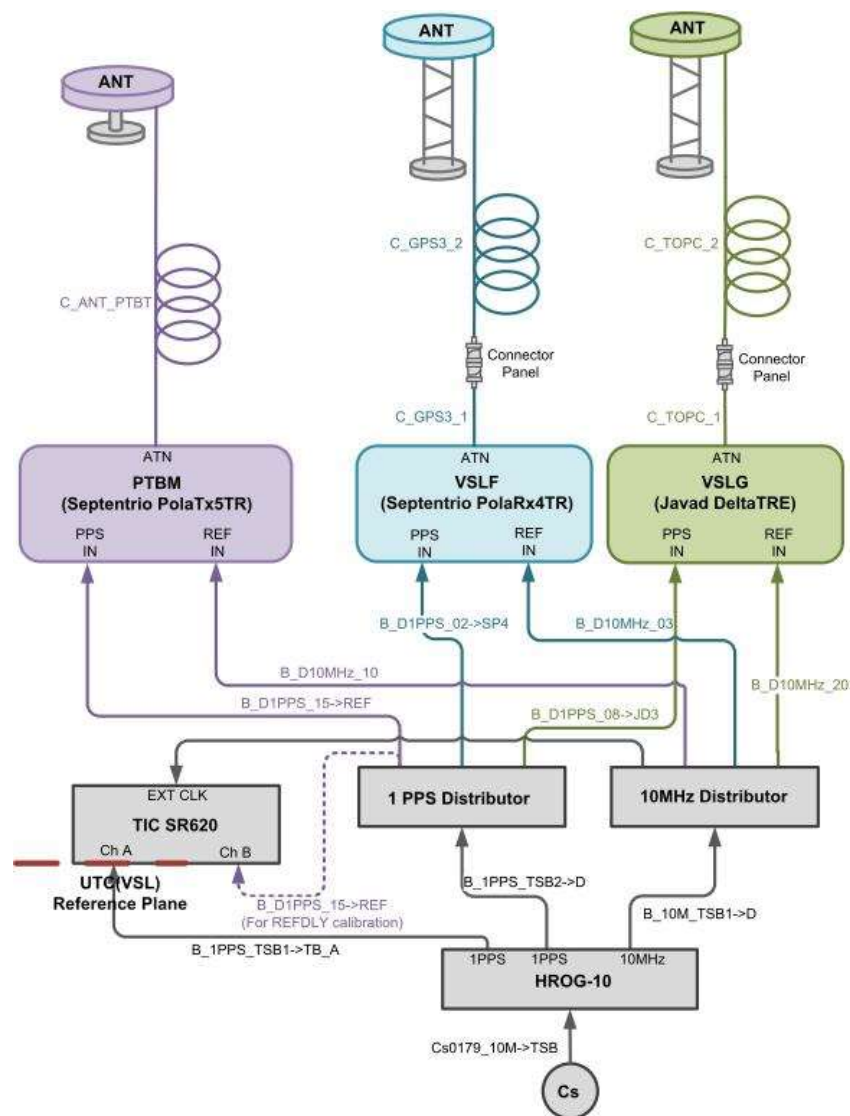 ANT
ANT
ANT
C_GPS3_2
C_TOPC_2
C_ANT_PTBT
Connector
Panel
Connector
Panel
C_GPS3_1
C_TOPC_1
ATN
PTBM
(Septentrio PolaTx5TR)
PPS
IN
REF
IN
ATN
VSLF
(Septentrio PolaRx4TR)
PPS
IN
REF
IN
ATN
VSLG
(Javad DeltaTRE)
PPS
IN
REF
IN
B_D1PPS_02->SP4
B_D10MHz_03
B_D10MHz_10
B_D10MHz_20
B_D1PPS_15->REF
B_D1PPS_08->JD3
EXT CLK
TIC SR620
Ch A
Ch B
1 PPS Distributor
10MHz Distributor
UTC(VSL)
Reference Plane
B_D1PPS_15->REF
(For REFDLY calibration)
B_1PPS_TSB2->D
B_10M_TSB1->D
B_1PPS_TSB1->TB_A
1PPS
1PPS
10MHz
HROG-10
Cs0179_10M->TSB
Cs